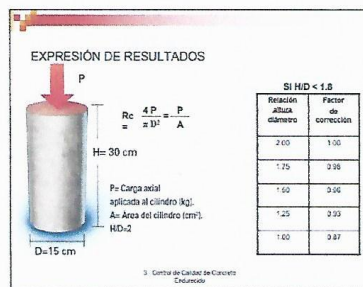 EXPRESIÓN DE RESULTADOS
P
Rc = 4 P / π D² = P / A
H= 30 cm
P= Carga axial
aplicada al cilindro (kg).
A= Área del cilindro (cm²).
H/D=2
D=15 cm
SI H/D < 1.8
Relación altura diámetro | Factor de corrección
2.00 | 1.00
1.75 | 0.98
1.50 | 0.96
1.25 | 0.93
1.00 | 0.87
3. Control de Calidad de Concreto
Endurecido